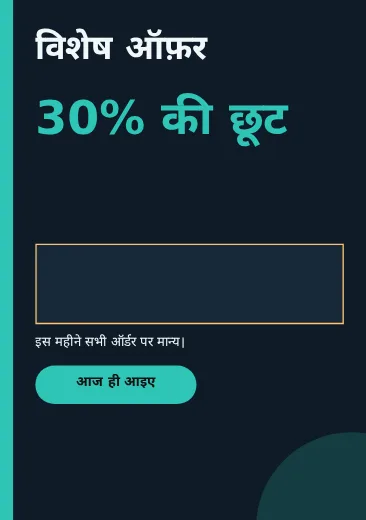 विशेष ऑफ़र
30% की छूट
इस महीने सभी ऑर्डर पर मान्य।
आज ही आइए